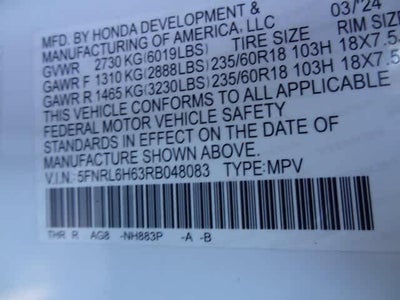 MFD. BY HONDA DEVELOPMENT & 03/24
MANUFACTURING OF AMERICA, LLC
GVWR 2730 KG (6019LBS) TIRE SIZE RIM SIZE
GAWR F 1310 KG (2888LBS) 235/60R18 103H 18X7.5
GAWR R 1465 KG (3230LBS) 235/60R18 103H 18X7.5
THIS VEHICLE CONFORMS TO ALL APPLICABLE
FEDERAL MOTOR VEHICLE SAFETY
STANDARDS IN EFFECT ON THE DATE OF
MANUFACTURE SHOWN ABOVE.
V.I.N.: 5FNRL6H63RB048083 TYPE:MPV
THR R AG8 -NH883P -A -B